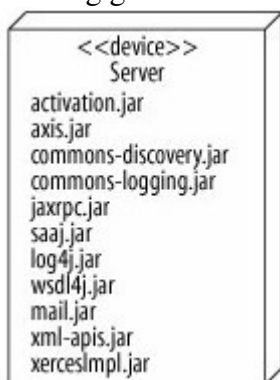 <<device>>
Server
activation.jar
axis.jar
commons-discovery.jar
commons-logging.jar
jaxrpc.jar
saaj.jar
log4j.jar
wsdl4j.jar
mail.jar
xml-apis.jar
xercesImpl.jar